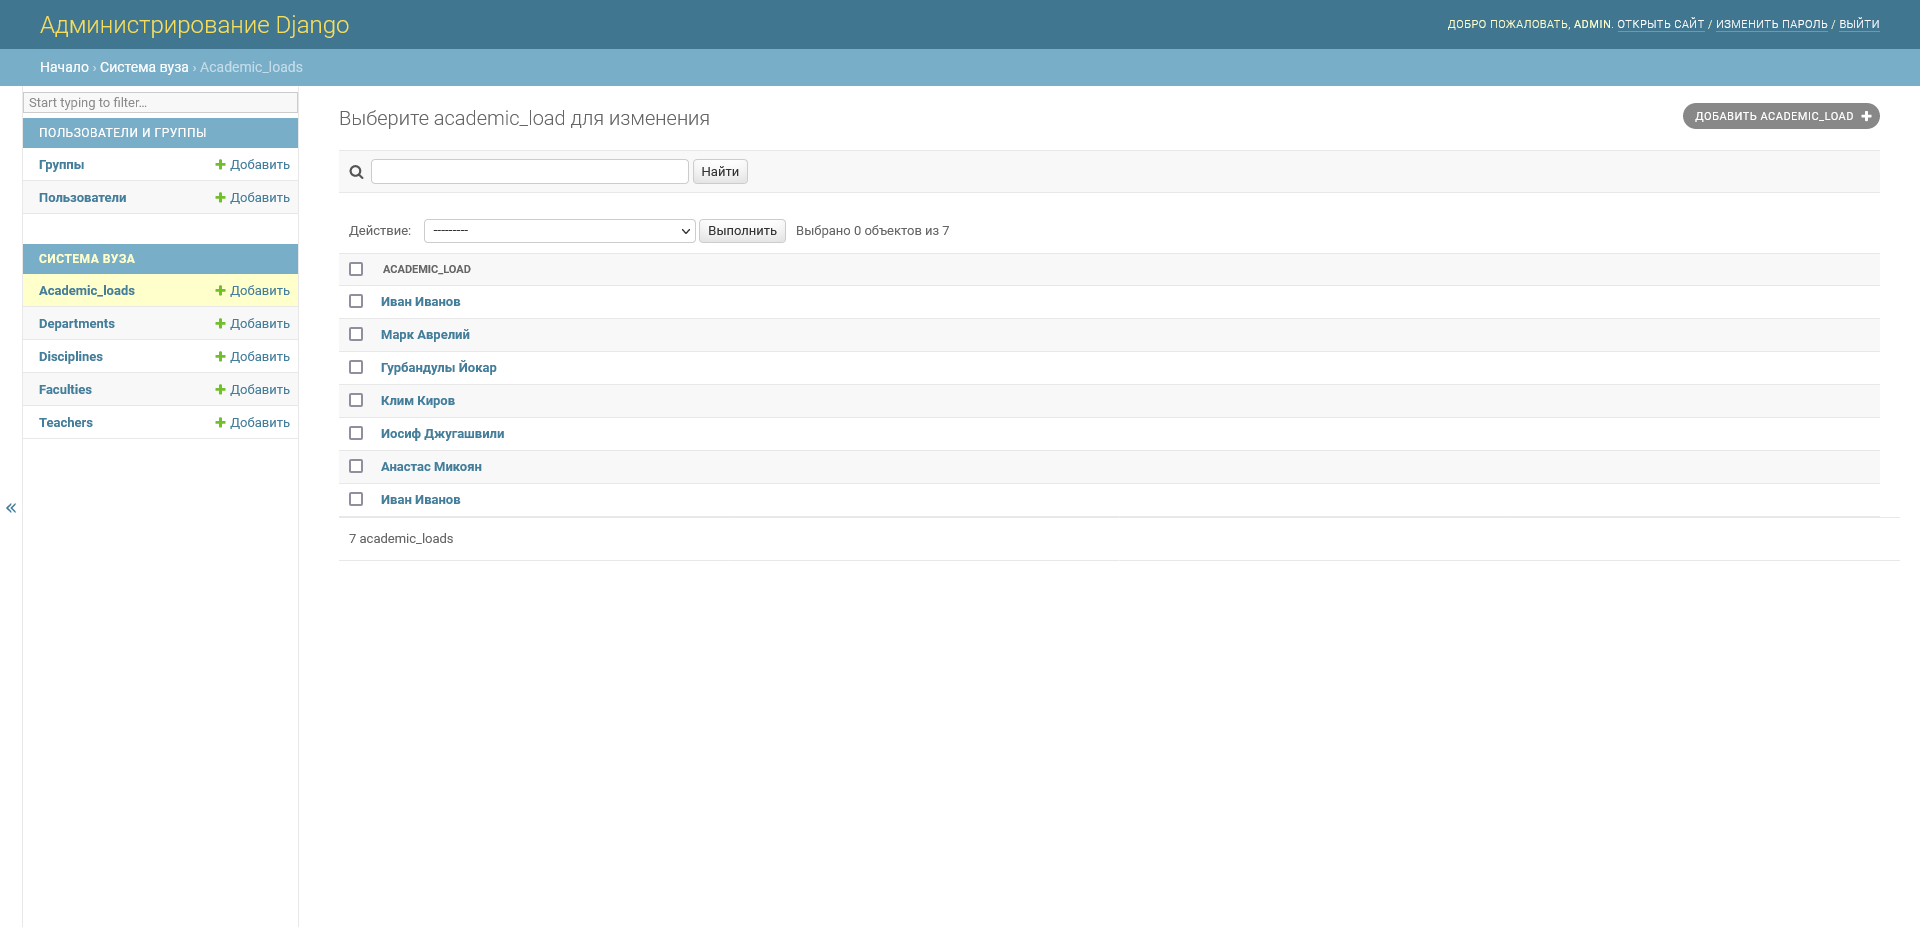 Администрирование Django
ДОБРО ПОЖАЛОВАТЬ, ADMIN. ОТКРЫТЬ САЙТ / ИЗМЕНИТЬ ПАРОЛЬ / ВЫЙТИ
Начало › Система вуза › Academic_loads
Start typing to filter...
ПОЛЬЗОВАТЕЛИ И ГРУППЫ
Группы Добавить
Пользователи Добавить
СИСТЕМА ВУЗА
Academic_loads Добавить
Departments Добавить
Disciplines Добавить
Faculties Добавить
Teachers Добавить
«
Выберите academic_load для изменения
ДОБАВИТЬ ACADEMIC_LOAD
Найти
Действие: --------- Выполнить Выбрано 0 объектов из 7
ACADEMIC_LOAD
Иван Иванов
Марк Аврелий
Гурбандулы Йокар
Клим Киров
Иосиф Джугашвили
Анастас Микоян
Иван Иванов
7 academic_loads